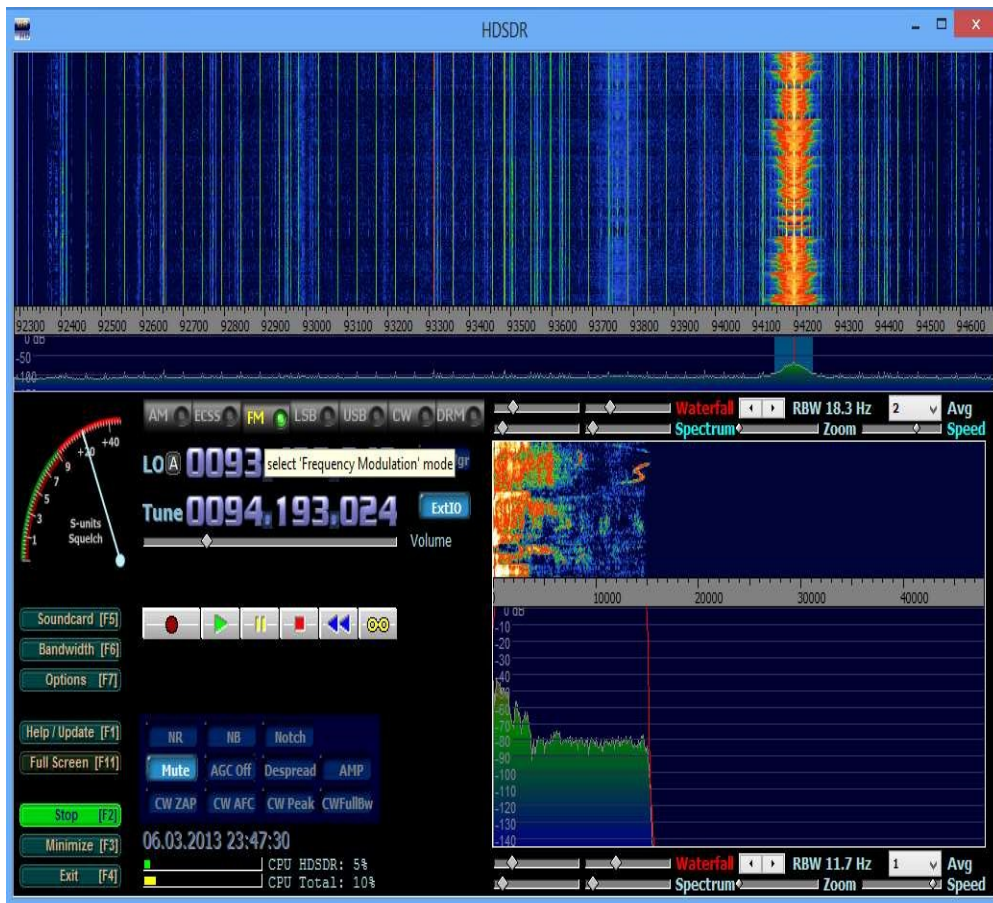 HDSDR
92300 92400 92500 92600 92700 92800 92900 93000 93100 93200 93300 93400 93500 93600 93700 93800 93900 94000 94100 94200 94300 94400 94500 94600
0 dB
-50
-100
AM ECSS FM LSB USB CW DRM
+40
+20
9
7
5
3
1
S-units
Squelch
LO A 0093
select 'Frequency Modulation' mode
Tune 0094.193.024
ExtIO
Volume
Waterfall RBW 18.3 Hz 2 Avg
Spectrum Zoom Speed
10000 20000 30000 40000
0 dB
-10
-20
-30
-40
-50
-60
-70
-80
-90
-100
-110
-120
-130
-140
Soundcard [F5]
Bandwidth [F6]
Options [F7]
Help / Update [F1]
Full Screen [F11]
Stop [F2]
Minimize [F3]
Exit [F4]
NR NB Notch
Mute AGC Off Despread AMP
CW ZAP CW AFC CW Peak CWFullBw
06.03.2013 23:47:30
CPU HDSDR: 5%
CPU Total: 10%
Waterfall RBW 11.7 Hz 1 Avg
Spectrum Zoom Speed